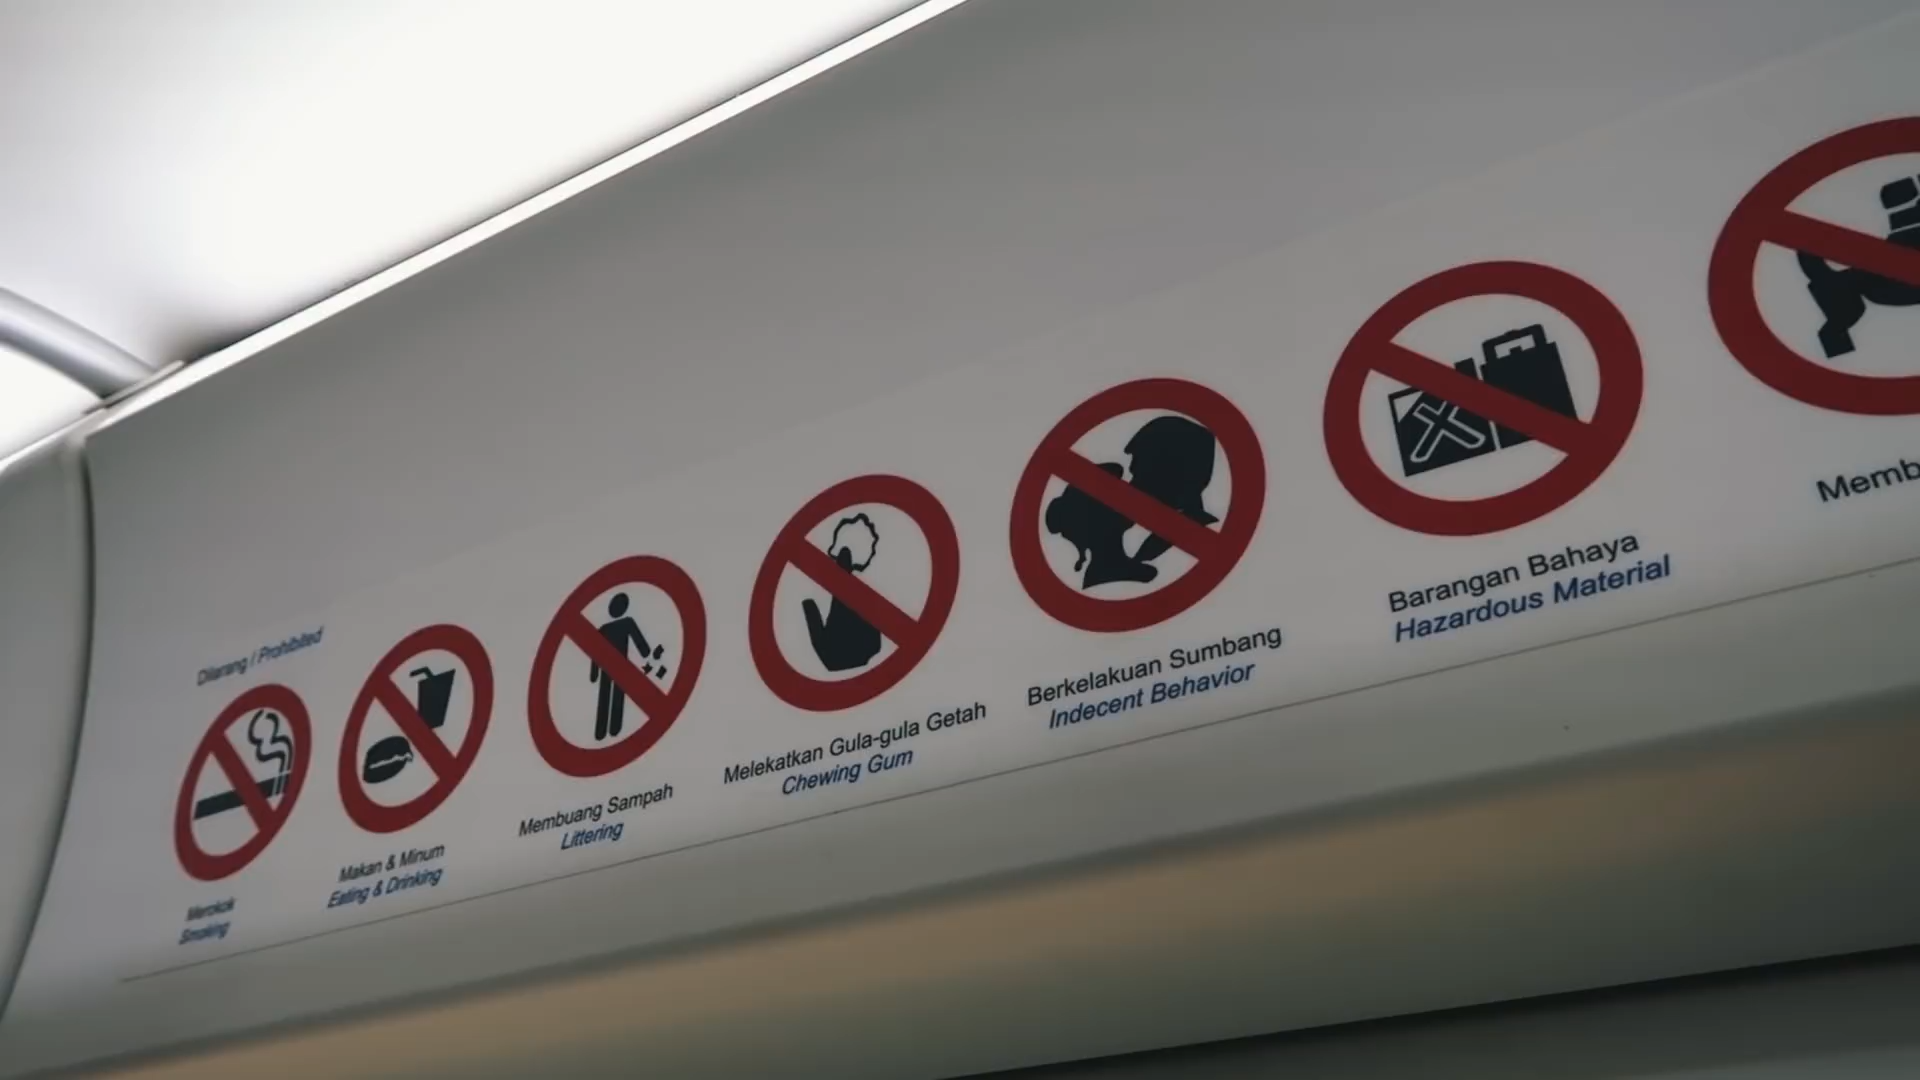 Dilarang / Prohibited
Merokok
Smoking
Makan & Minum
Eating & Drinking
Membuang Sampah
Littering
Melekatkan Gula-gula Getah
Chewing Gum
Berkelakuan Sumbang
Indecent Behavior
Barangan Bahaya
Hazardous Material
Memb